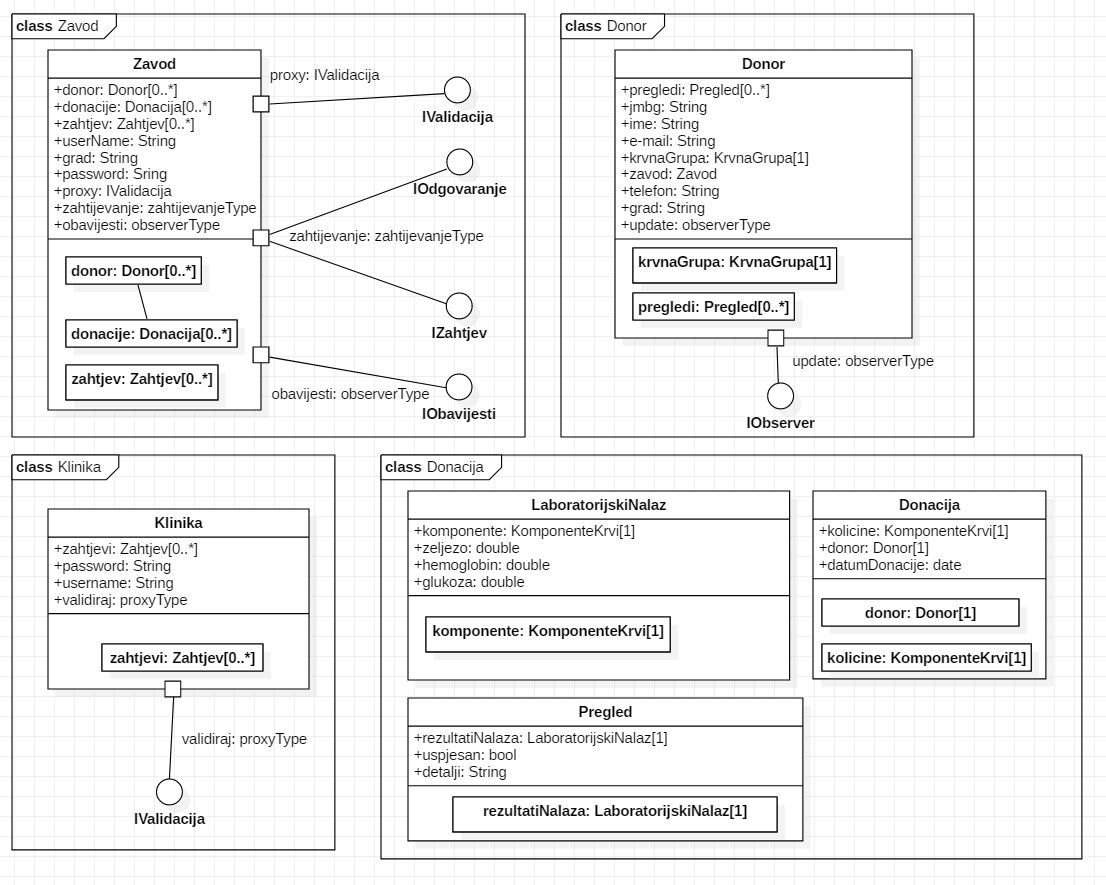 class Zavod
Zavod
+donor: Donor[0..*]
+donacije: Donacija[0..*]
+zahtjev: Zahtjev[0..*]
+userName: String
+grad: String
+password: Sring
+proxy: IValidacija
+zahtijevanje: zahtijevanjeType
+obavijesti: observerType
donor: Donor[0..*]
donacije: Donacija[0..*]
zahtjev: Zahtjev[0..*]
proxy: IValidacija
IValidacija
IOdgovaranje
zahtijevanje: zahtijevanjeType
IZahtjev
obavijesti: observerType
IObavijesti
class Donor
Donor
+pregledi: Pregled[0..*]
+jmbg: String
+ime: String
+e-mail: String
+krvnaGrupa: KrvnaGrupa[1]
+zavod: Zavod
+telefon: String
+grad: String
+update: observerType
krvnaGrupa: KrvnaGrupa[1]
pregledi: Pregled[0..*]
update: observerType
IObserver
class Klinika
Klinika
+zahtjevi: Zahtjev[0..*]
+password: String
+username: String
+validiraj: proxyType
zahtjevi: Zahtjev[0..*]
validiraj: proxyType
IValidacija
class Donacija
LaboratorijskiNalaz
+komponente: KomponenteKrvi[1]
+zeljezo: double
+hemoglobin: double
+glukoza: double
komponente: KomponenteKrvi[1]
Donacija
+kolicine: KomponenteKrvi[1]
+donor: Donor[1]
+datumDonacije: date
donor: Donor[1]
kolicine: KomponenteKrvi[1]
Pregled
+rezultatiNalaza: LaboratorijskiNalaz[1]
+uspjesan: bool
+detalji: String
rezultatiNalaza: LaboratorijskiNalaz[1]